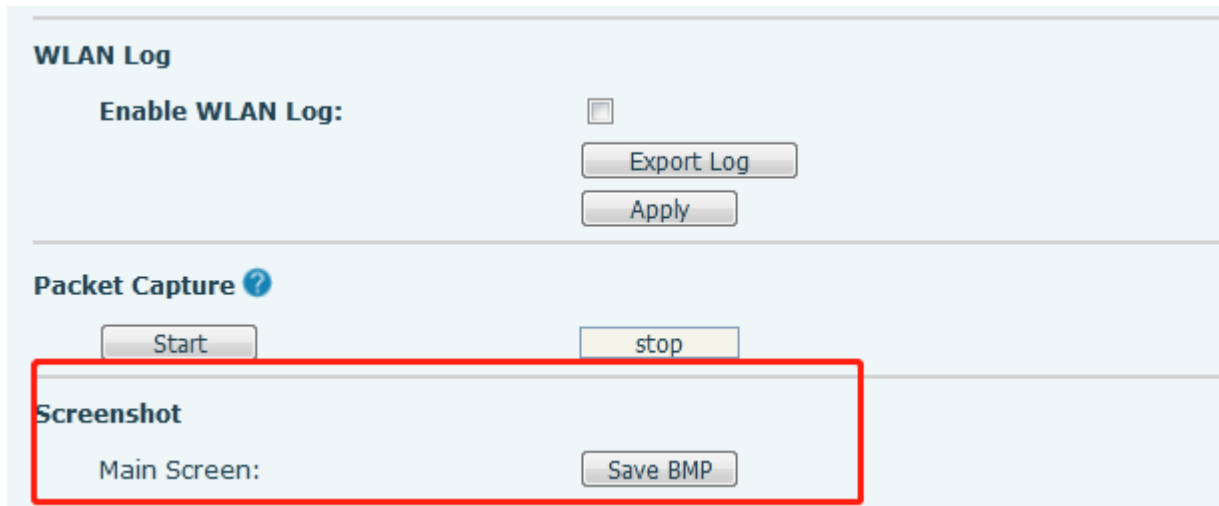 WLAN Log
Enable WLAN Log:
Export Log
Apply
Packet Capture ?
Start stop
Screenshot
Main Screen: Save BMP